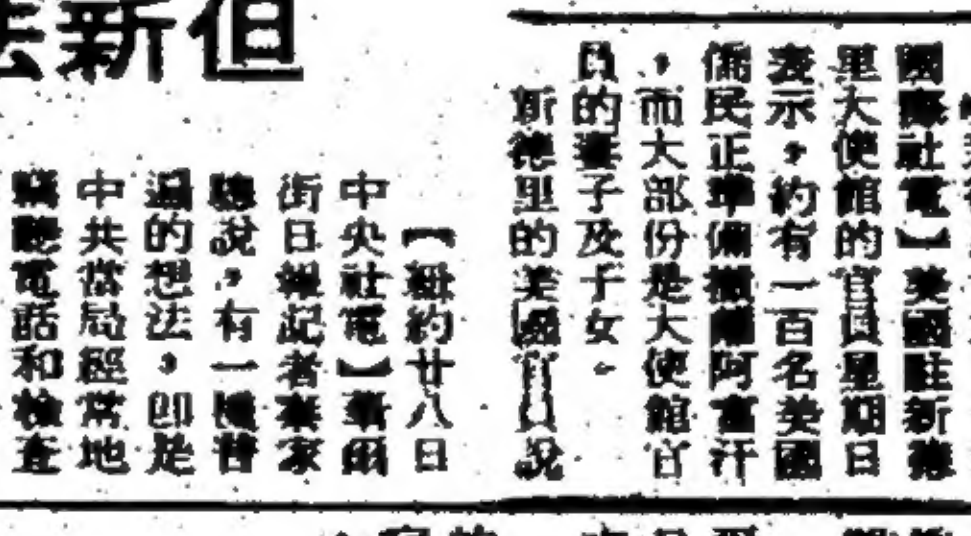 國際社電】美國駐新德
里大使館的官員星期日
表示,約有一百名美國
僑民正準備撤離阿富汗
,而大部份是大使館官
員的妻子及子女。
新德里的美國官員說
但新法
【紐約廿八日
中央社電】華爾
街日報記者秦家
聰說,有一個普
遍的想法,即是
中共當局經常地
竊聽電話和檢查